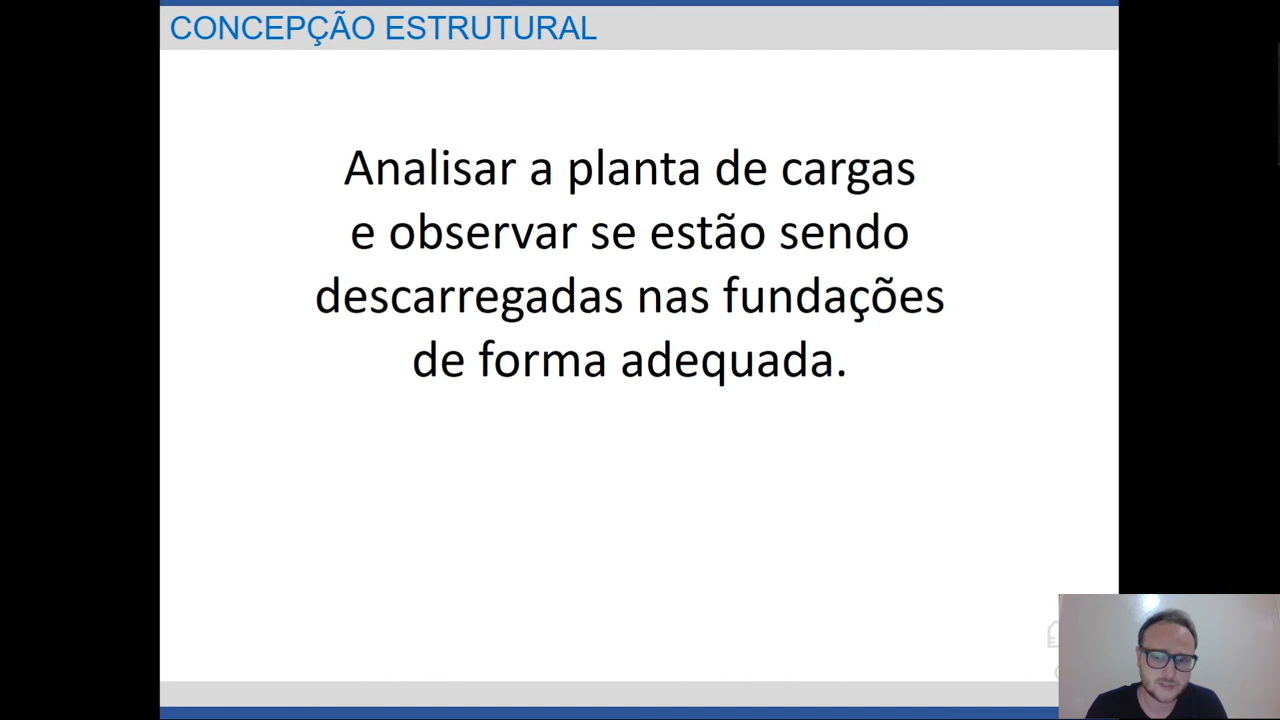 CONCEPÇÃO ESTRUTURAL
Analisar a planta de cargas
e observar se estão sendo
descarregadas nas fundações
de forma adequada.